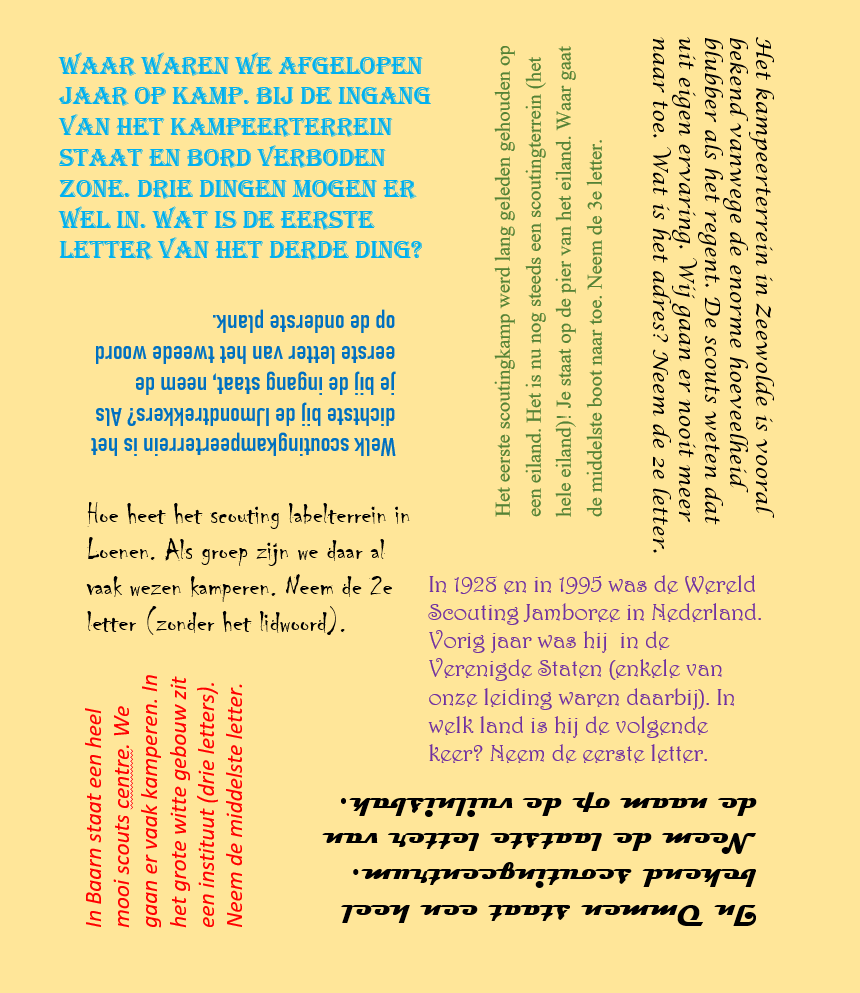 WAAR WAREN WE AFGELOPEN
JAAR OP KAMP. BIJ DE INGANG
VAN HET KAMPEERTERREIN
STAAT EN BORD VERBODEN
ZONE. DRIE DINGEN MOGEN ER
WEL IN. WAT IS DE EERSTE
LETTER VAN HET DERDE DING?
Het eerste scoutingkamp werd lang geleden gehouden op
een eiland. Het is nu nog steeds een scoutingterrein (het
hele eiland)! Je staat op de pier van het eiland. Waar gaat
de middelste boot naar toe. Neem de 3e letter.
Het kampeerterrein in Zeewolde is vooral
bekend vanwege de enorme hoeveelheid
blubber als het regent. De scouts weten dat
uit eigen ervaring. Wij gaan er nooit meer
naar toe. Wat is het adres? Neem de 2e letter.
Welk scoutingkampeerterrein is het
dichtste bij de IJmondtrekkers? Als
je bij de ingang staat, neem de
eerste letter van het tweede woord
op de onderste plank.
Hoe heet het scouting labelterrein in
Loenen. Als groep zijn we daar al
vaak wezen kamperen. Neem de 2e
letter (zonder het lidwoord).
In 1928 en in 1995 was de Wereld
Scouting Jamboree in Nederland.
Vorig jaar was hij in de
Verenigde Staten (enkele van
onze leiding waren daarbij). In
welk land is hij de volgende
keer? Neem de eerste letter.
In Baarn staat een heel
mooi scouts centre. We
gaan er vaak kamperen. In
het grote witte gebouw zit
een instituut (drie letters).
Neem de middelste letter.
In Ommen staat een heel
bekend scoutingcentrum.
Neem de laatste letter van
de naam op de vuilnisbak.